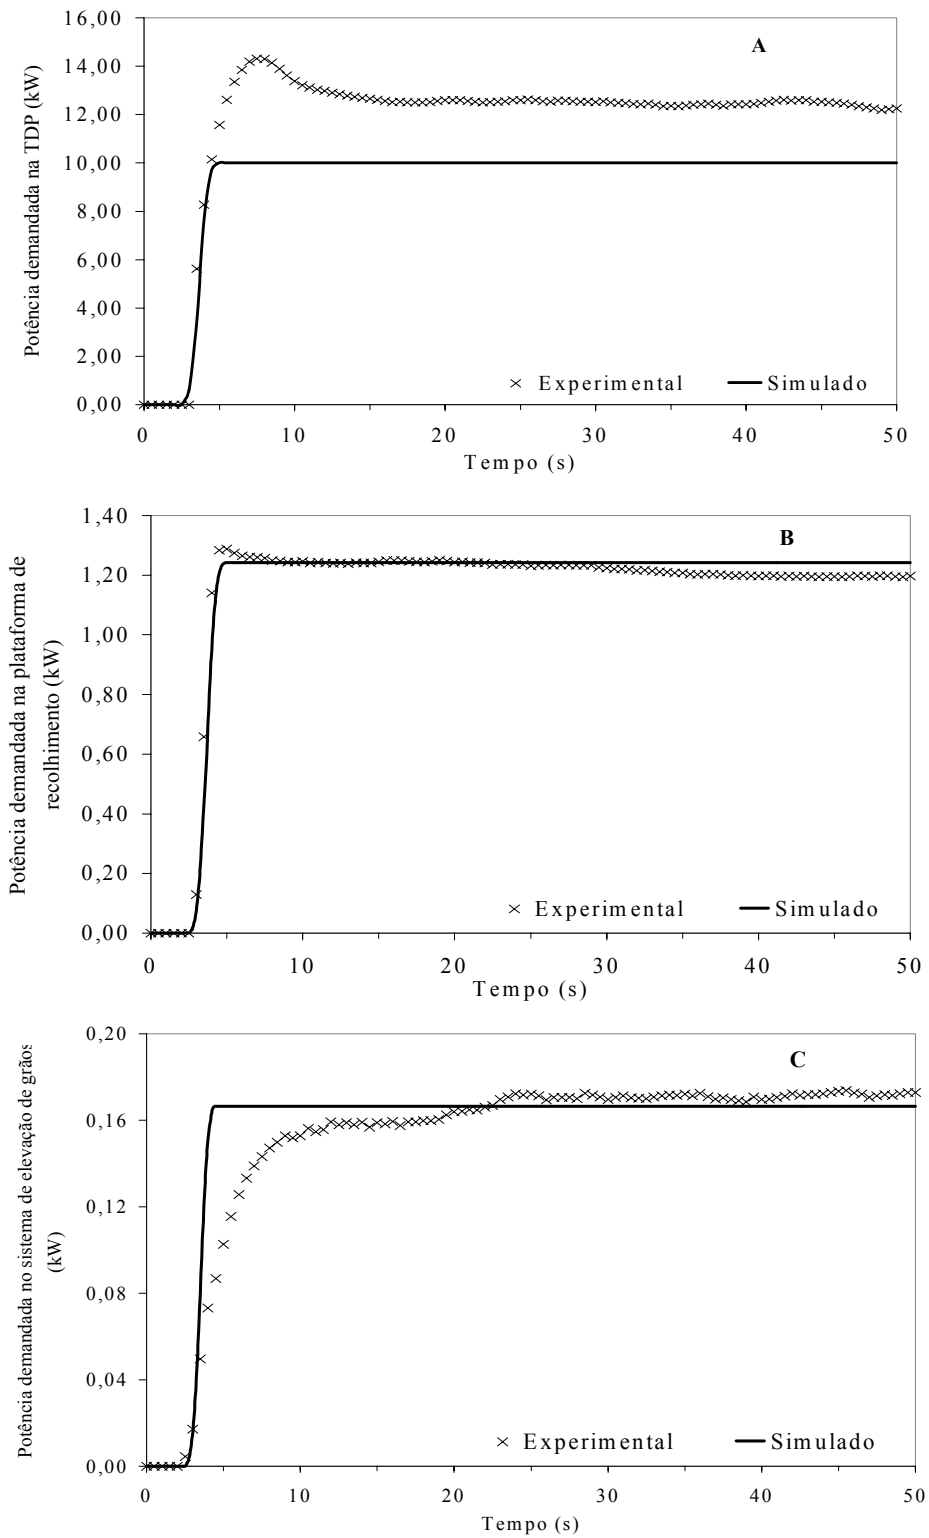 16,00
A
14,00
12,00
10,00
8,00
6,00
4,00
2,00
0,00
Potência demandada na TDP (kW)
Experimental
Simulado
0 10 20 30 40 50
Tempo (s)
1,40
B
1,20
1,00
0,80
0,60
0,40
0,20
0,00
Potência demandada na plataforma de
recolhimento (kW)
Experimental
Simulado
0 10 20 30 40 50
Tempo (s)
0,20
C
0,16
0,12
0,08
0,04
0,00
Potência demandada no sistema de elevação de grãos
(kW)
Experimental
Simulado
0 10 20 30 40 50
Tempo (s)